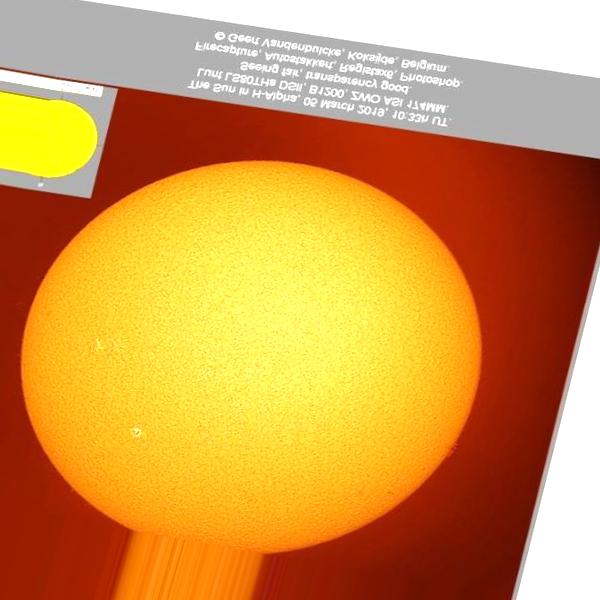 The Sun in H-Alpha, 05 March 2019, 10.33h UT.
Lunt LS80THa DSII, B1200, ZWO ASI 174MM.
Seeing fair, transparency good.
Firecapture, Autostakkert, Registax6, Photoshop.
© Geert Vandenbulcke, Koksijde, Belgium.